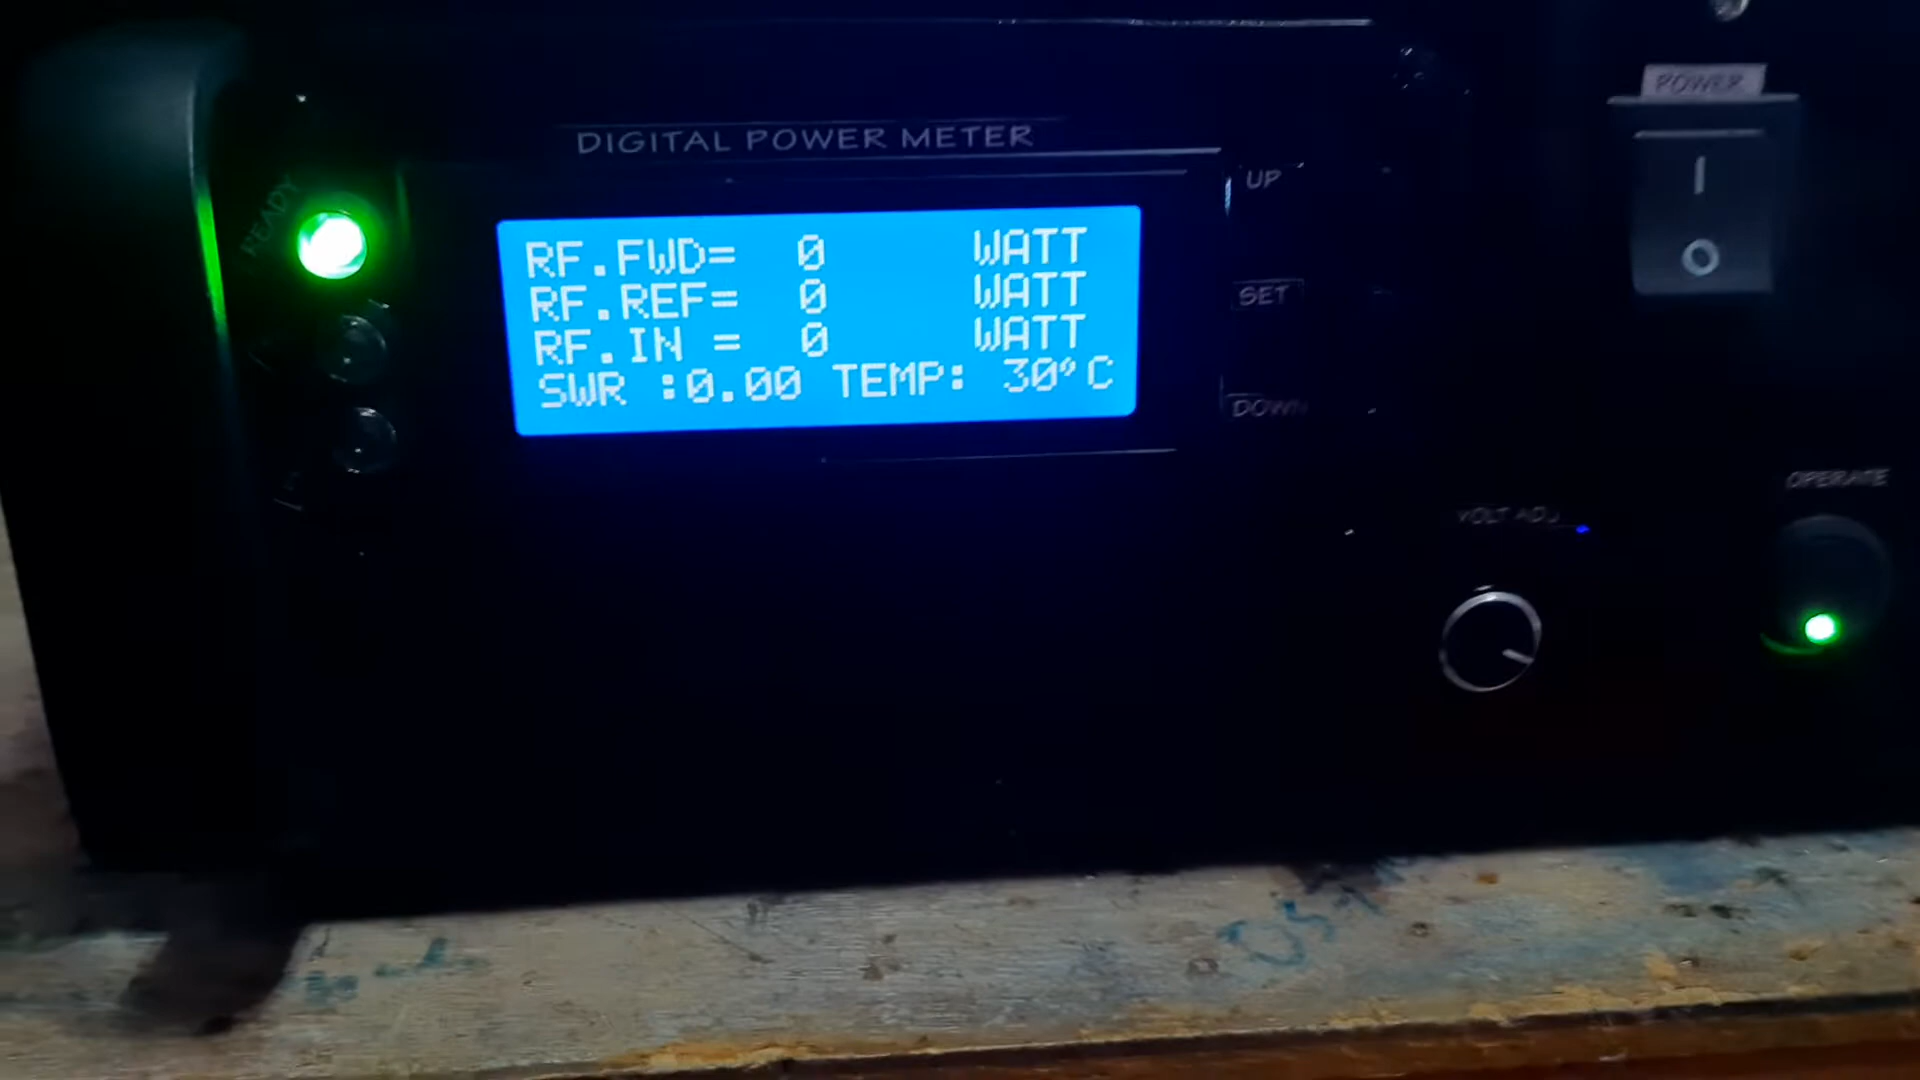 POWER
DIGITAL POWER METER
READY
UP
RF.FWD= 0 WATT
RF.REF= 0 WATT
RF.IN = 0 WATT
SWR :0.00 TEMP: 30°C
SET
DOWN
I
O
OPERATE
VOLT ADJ